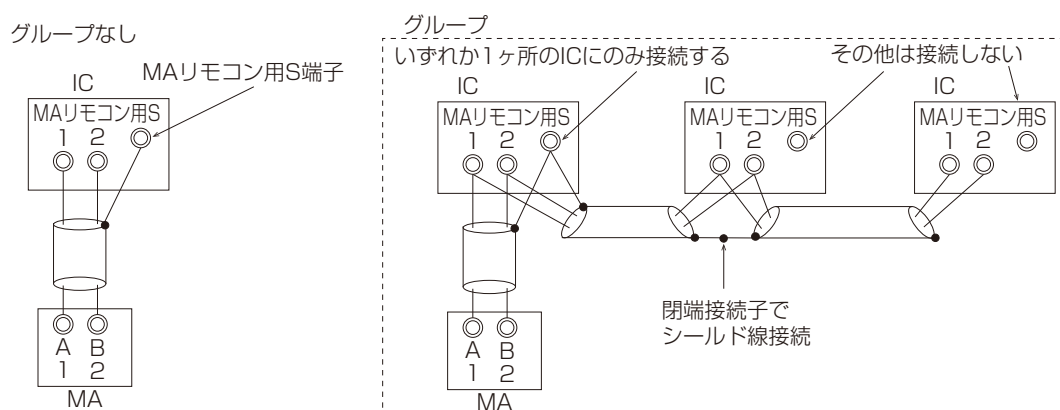 グループなし
MAリモコン用S端子
IC
MAリモコン用S
1 2
A B
1 2
MA
グループ
いずれか1ヶ所のICにのみ接続する
その他は接続しない
IC
MAリモコン用S
1 2
IC
MAリモコン用S
1 2
IC
MAリモコン用S
1 2
閉端接続子で
シールド線接続
A B
1 2
MA